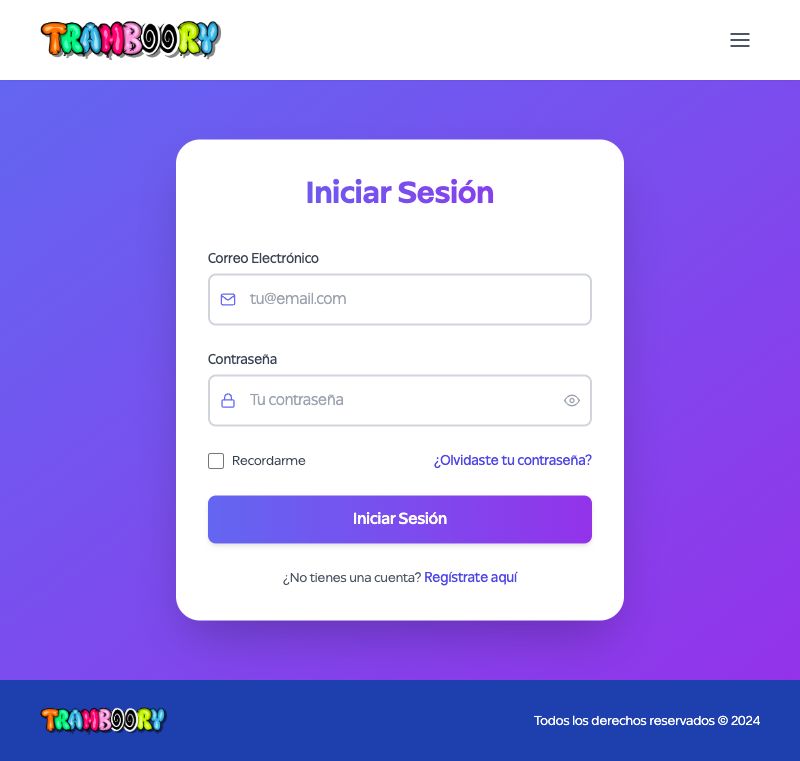 TRAMBOORY
Iniciar Sesión
Correo Electrónico
tu@email.com
Contraseña
Tu contraseña
Recordarme
¿Olvidaste tu contraseña?
Iniciar Sesión
¿No tienes una cuenta? Regístrate aquí
TRAMBOORY
Todos los derechos reservados © 2024